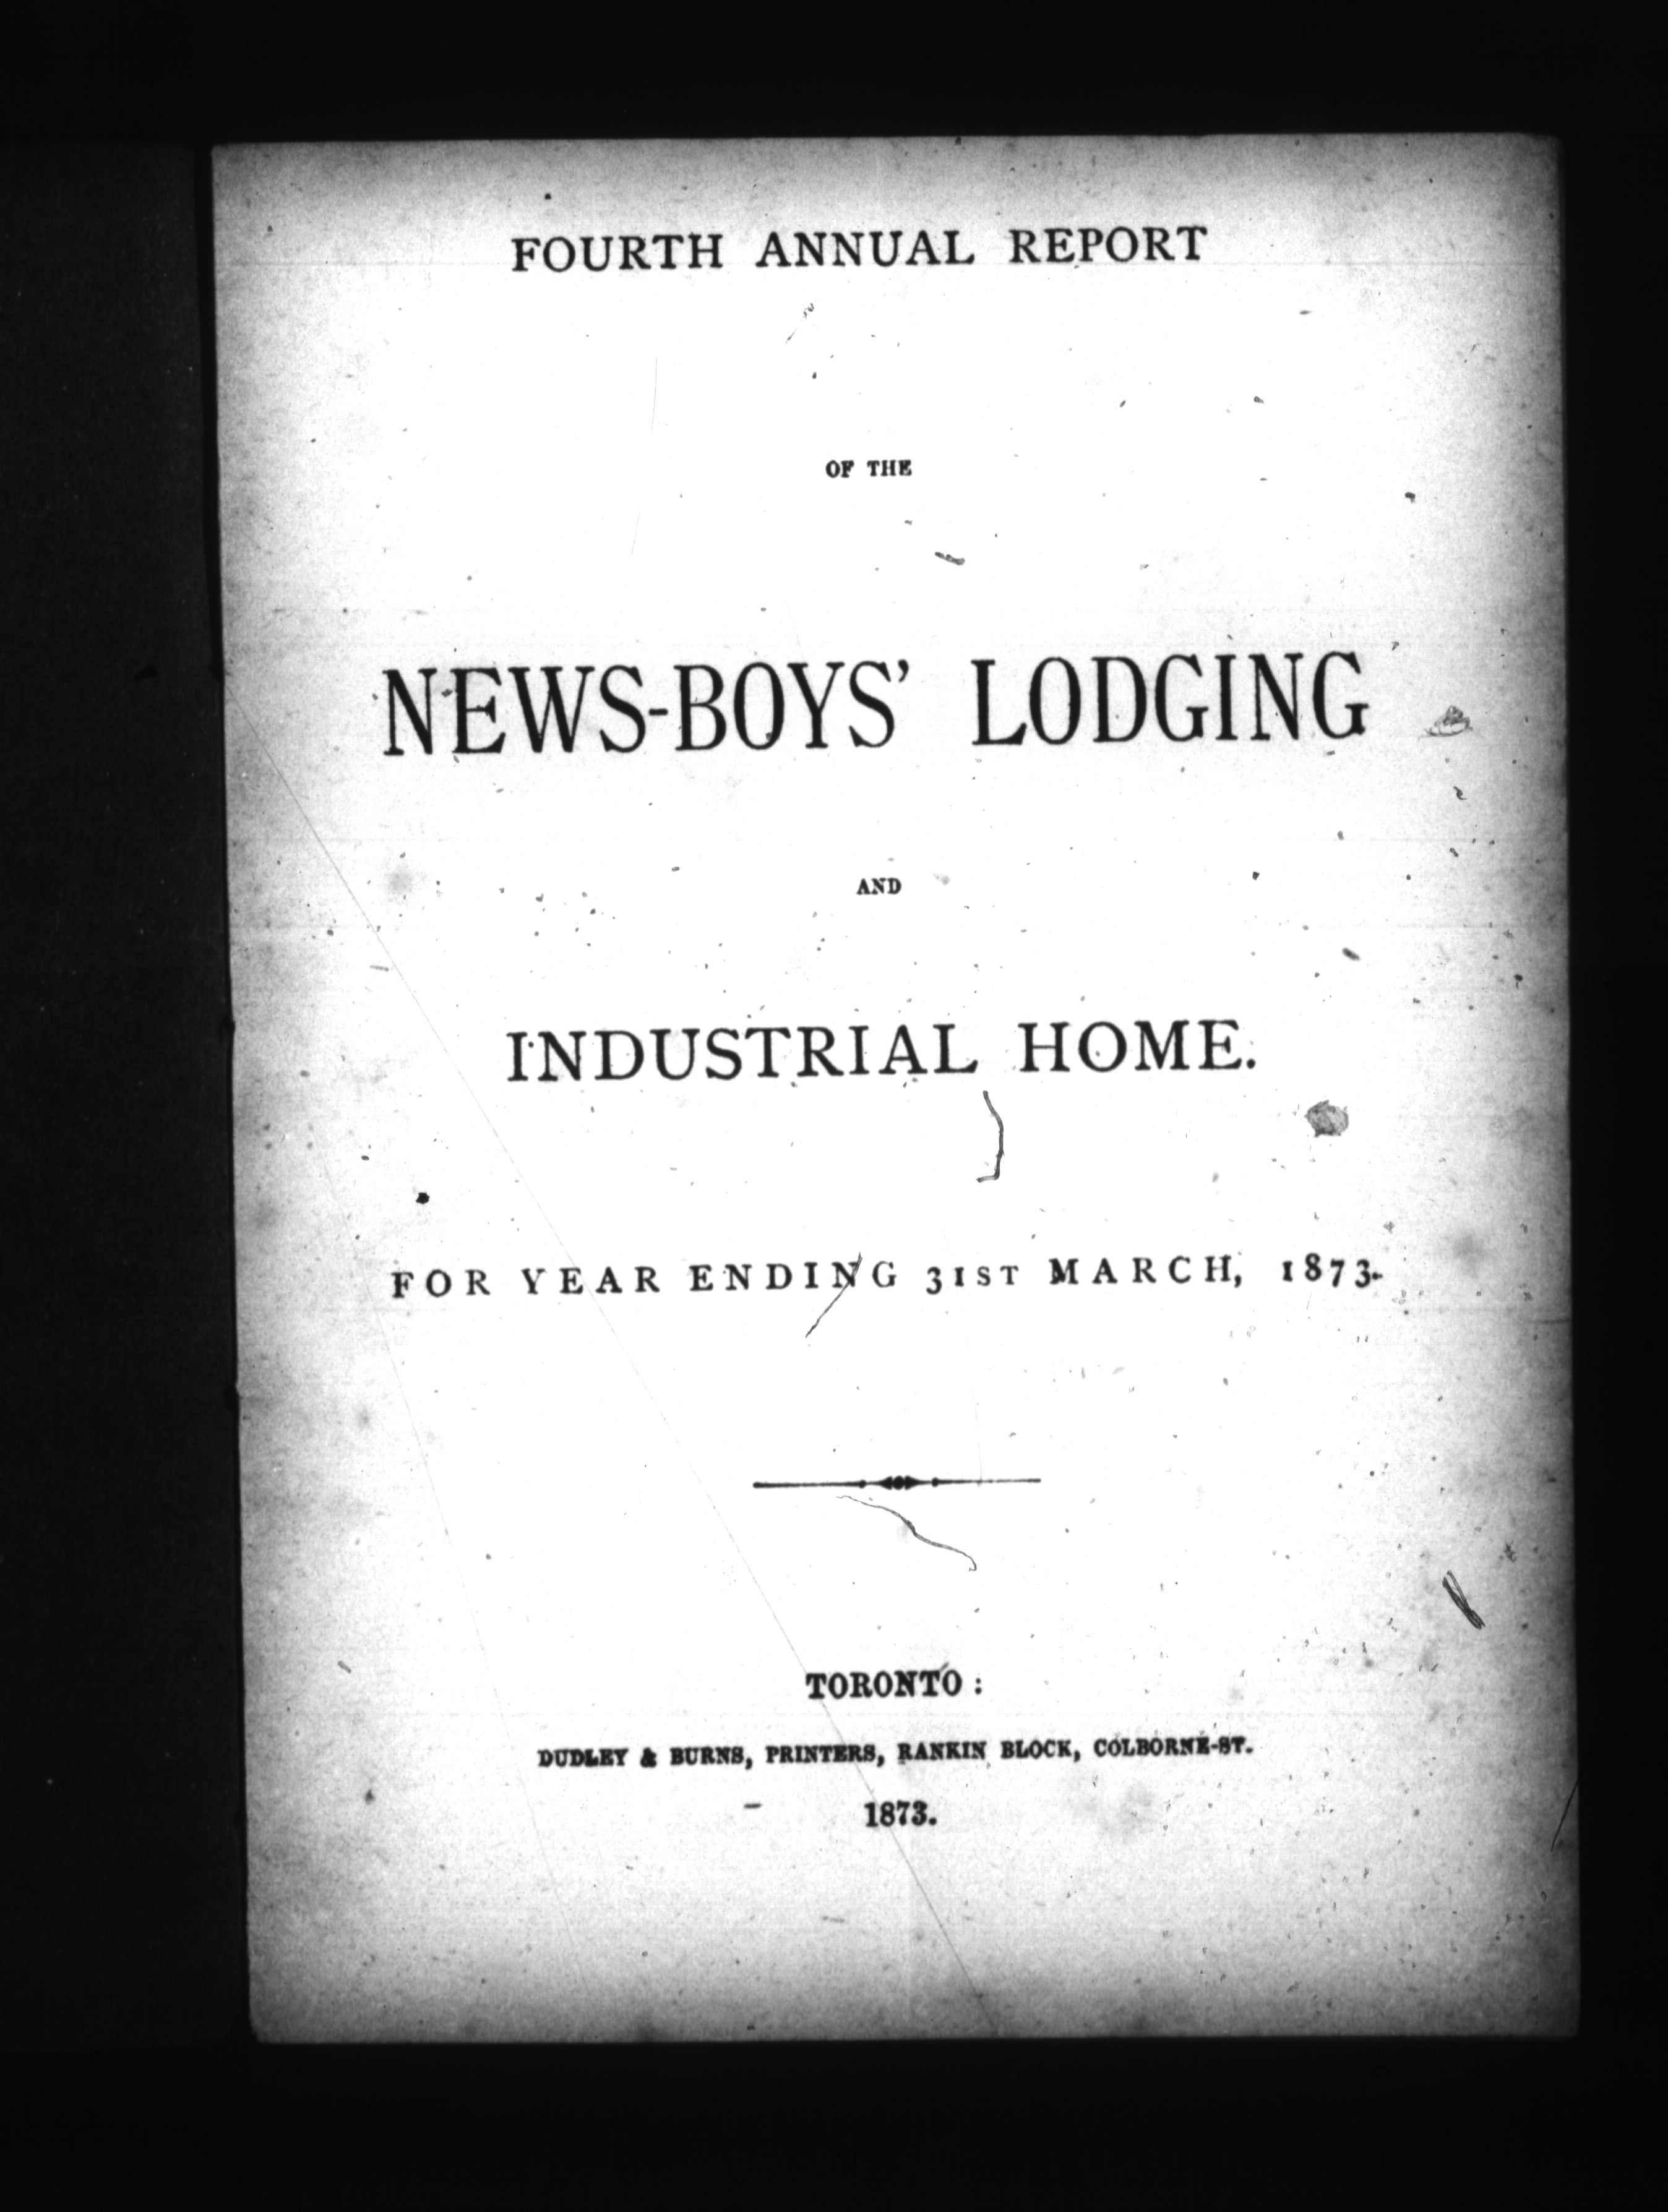 FOURTH ANNUAL REPORT
OF THE
NEWS-BOYS' LODGING
AND
INDUSTRIAL HOME.
FOR YEAR ENDING 31ST MARCH, 1873.
TORONTO:
DUDLEY & BURNS, PRINTERS, RANKIN BLOCK, COLBORNE-ST.
1873.